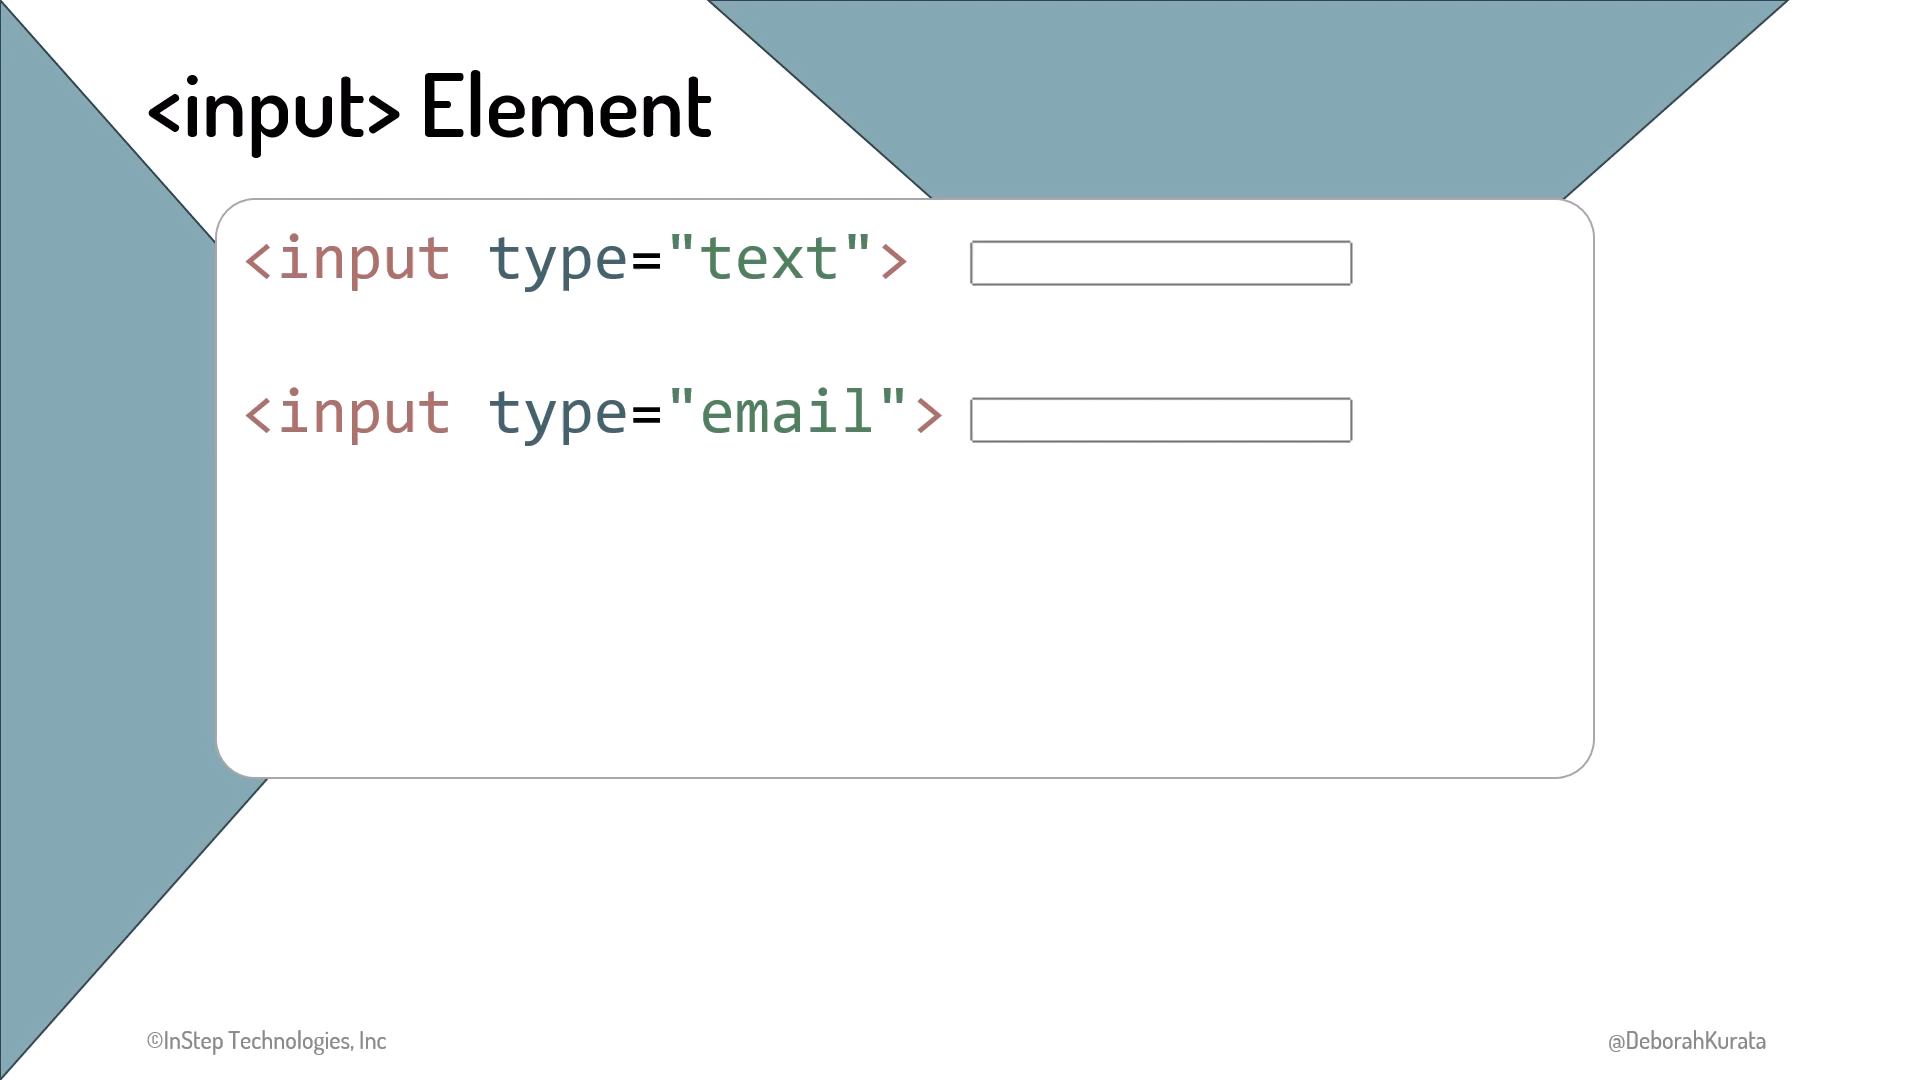 <input> Element
<input type="text">
<input type="email">
©InStep Technologies, Inc
@DeborahKurata